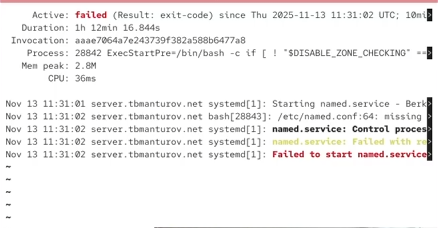 Active: failed (Result: exit-code) since Thu 2025-11-13 11:31:02 UTC; 10mi>
Duration: 1h 12min 16.844s
Invocation: aaae7064a7e243739f382a588b6477a8
Process: 28842 ExecStartPre=/bin/bash -c if [ ! "$DISABLE_ZONE_CHECKING" ==>
Mem peak: 2.8M
CPU: 36ms
Nov 13 11:31:01 server.tbmanturov.net systemd[1]: Starting named.service - Berk>
Nov 13 11:31:02 server.tbmanturov.net bash[28843]: /etc/named.conf:64: missing >
Nov 13 11:31:02 server.tbmanturov.net systemd[1]: named.service: Control proces>
Nov 13 11:31:02 server.tbmanturov.net systemd[1]: named.service: Failed with re>
Nov 13 11:31:02 server.tbmanturov.net systemd[1]: Failed to start named.service>
~
~
~
~
~